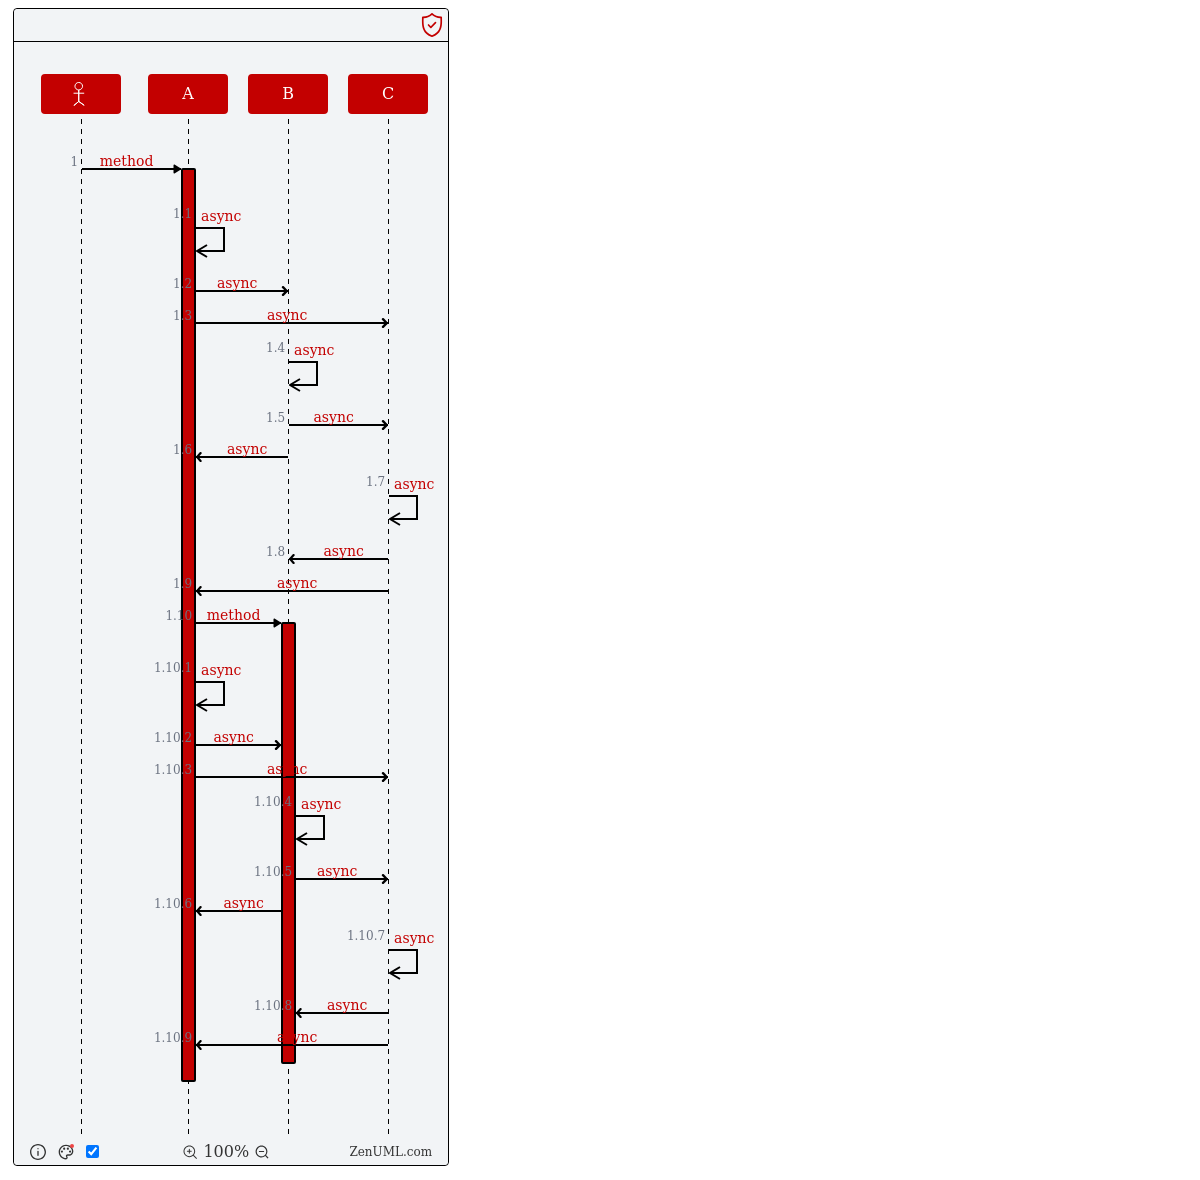 A B C
1 method
1.1 async
1.2 async
1.3 async
1.4 async
1.5 async
1.6 async
1.7 async
1.8 async
1.9 async
1.10 method
1.10.1 async
1.10.2 async
1.10.3 async
1.10.4 async
1.10.5 async
1.10.6 async
1.10.7 async
1.10.8 async
1.10.9 async
100% ZenUML.com